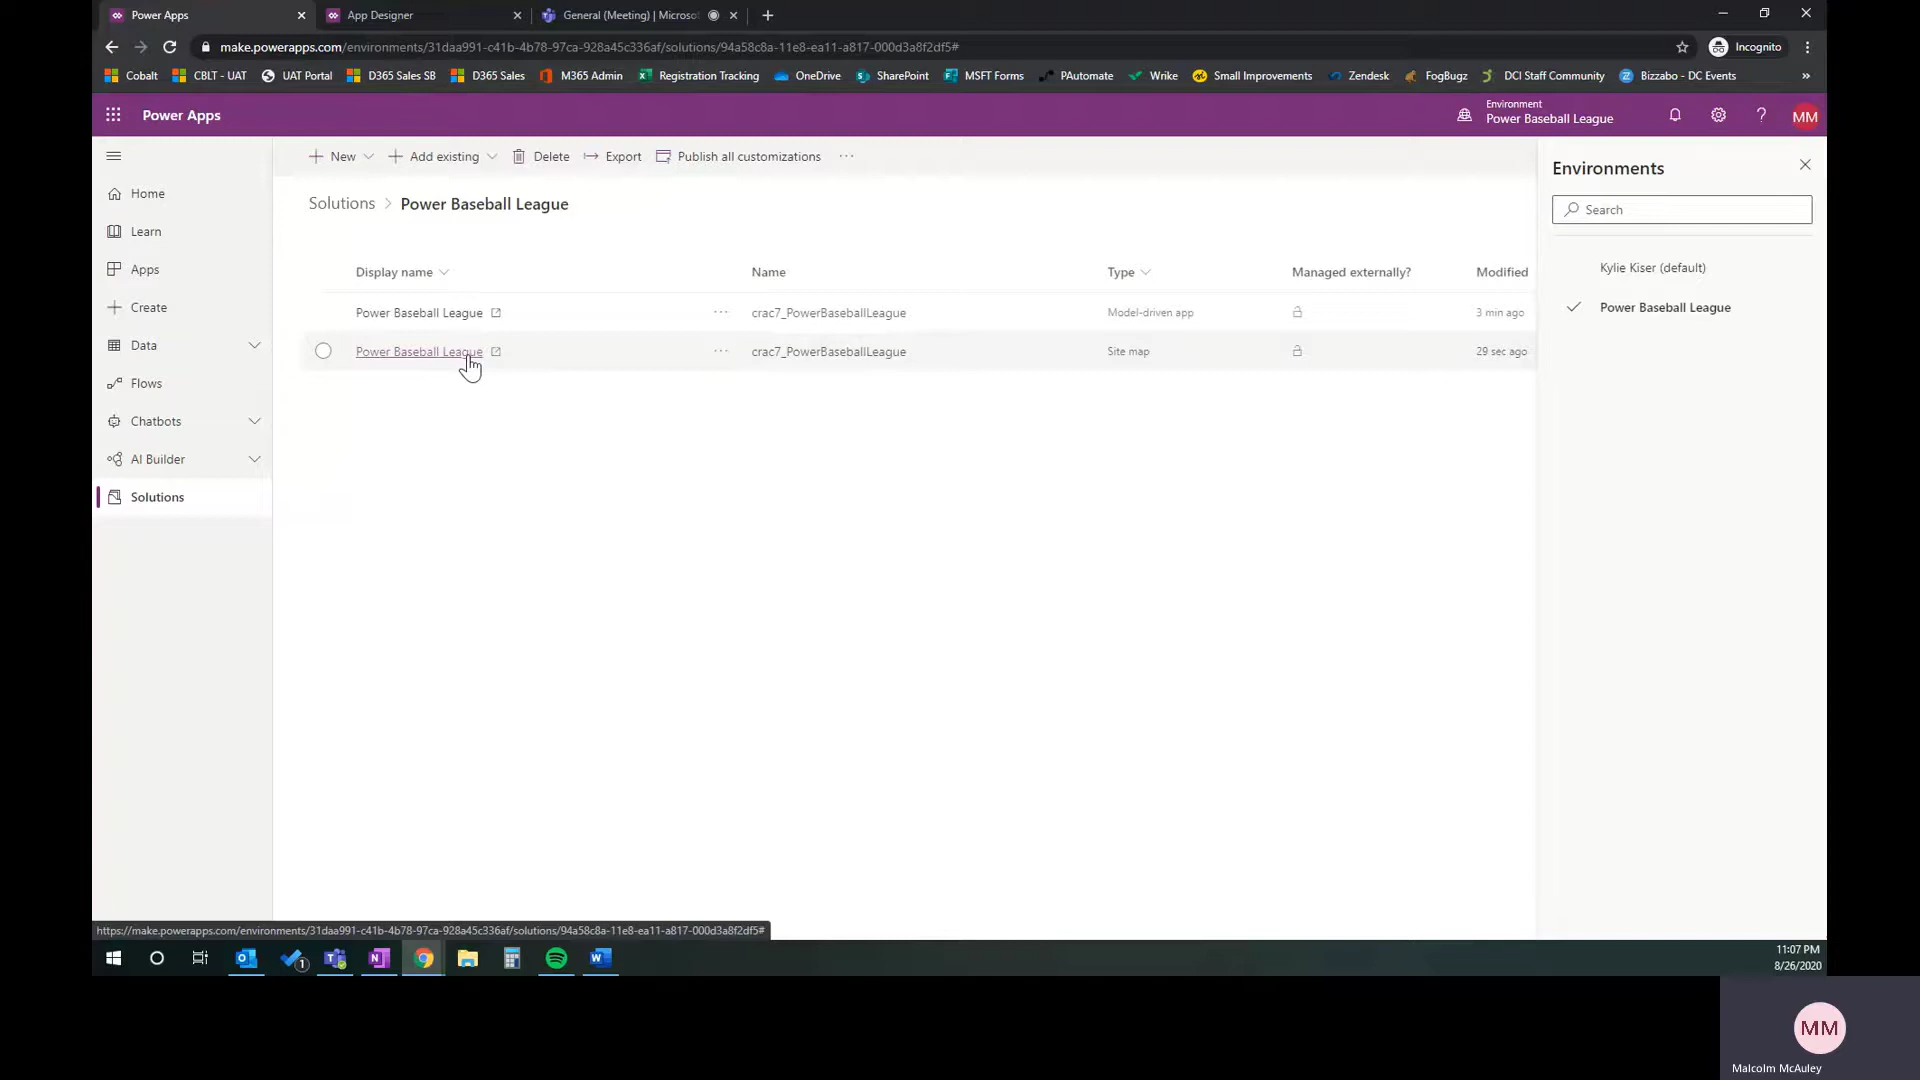 Power Apps
App Designer
General (Meeting) | Microso
make.powerapps.com/environments/31daa991-c41b-4b78-97ca-928a45c336af/solutions/94a58c8a-11e8-ea11-a817-000d3a8f2df5#
Incognito
Cobalt
CBLT - UAT
UAT Portal
D365 Sales SB
D365 Sales
M365 Admin
Registration Tracking
OneDrive
SharePoint
MSFT Forms
PAutomate
Wrike
Small Improvements
Zendesk
FogBugz
DCI Staff Community
Bizzabo - DC Events
»
Power Apps
Environment
Power Baseball League
?
MM
New
Add existing
Delete
Export
Publish all customizations
...
Home
Learn
Apps
Create
Data
Flows
Chatbots
AI Builder
Solutions
Solutions > Power Baseball League
Display name
Name
Type
Managed externally?
Modified
Power Baseball League
...
crac7_PowerBaseballLeague
Model-driven app
3 min ago
Power Baseball League
...
crac7_PowerBaseballLeague
Site map
29 sec ago
Environments
Search
Kylie Kiser (default)
Power Baseball League
https://make.powerapps.com/environments/31daa991-c41b-4b78-97ca-928a45c336af/solutions/94a58c8a-11e8-ea11-a817-000d3a8f2df5#
1
11:07 PM
8/26/2020
MM
Malcolm McAuley